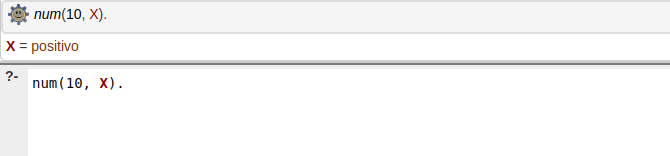 num(10, X).
X = positivo
?- num(10, X).